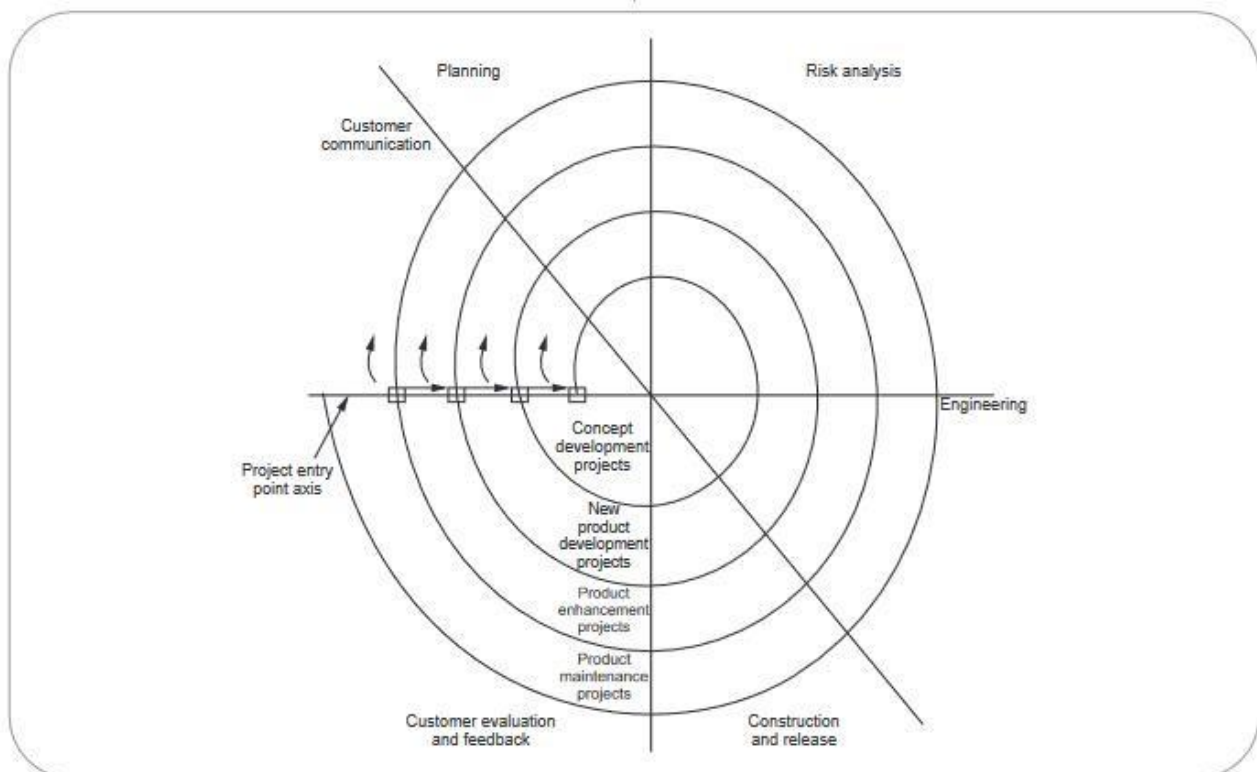 Planning
Risk analysis
Customer
communication
Engineering
Project entry
point axis
Concept
development
projects
New
product
development
projects
Product
enhancement
projects
Product
maintenance
projects
Customer evaluation
and feedback
Construction
and release